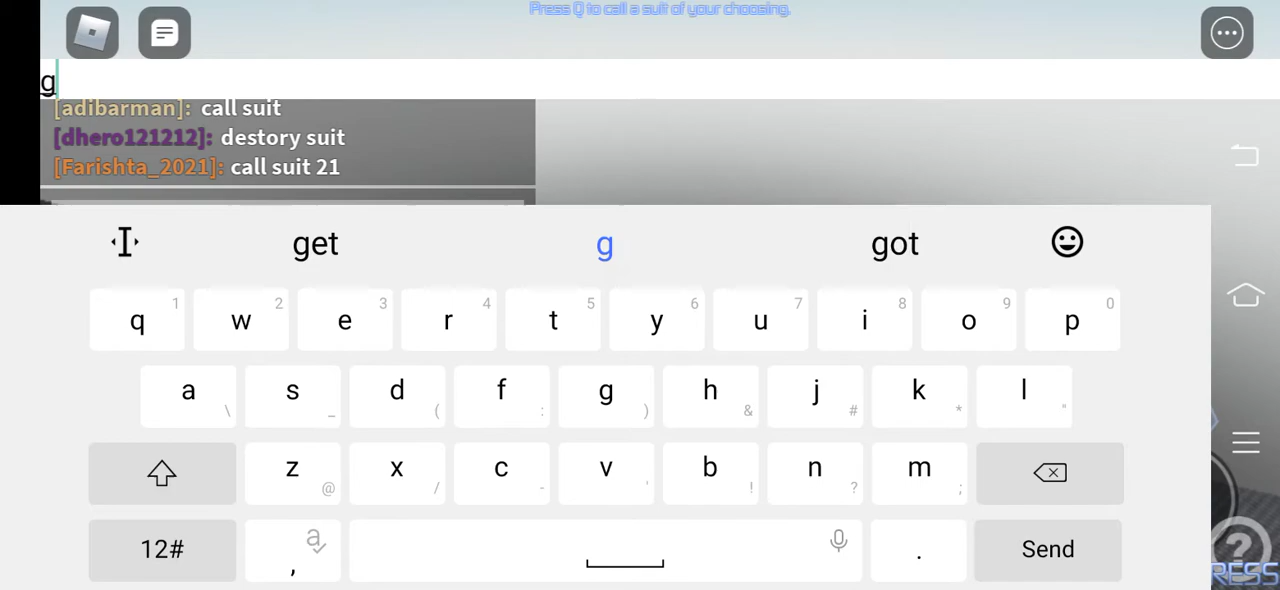 Press Q to call a suit of your choosing.
g
[adibarman]: call suit
[dhero121212]: destory suit
[Farishta_2021]: call suit 21
get g got
q 1 w 2 e 3 r 4 t 5 y 6 u 7 i 8 o 9 p 0
a \ s _ d ( f : g ) h & j # k * l "
z @ x / c - v ' b ! n ? m ;
12# a , . Send
?
RESS